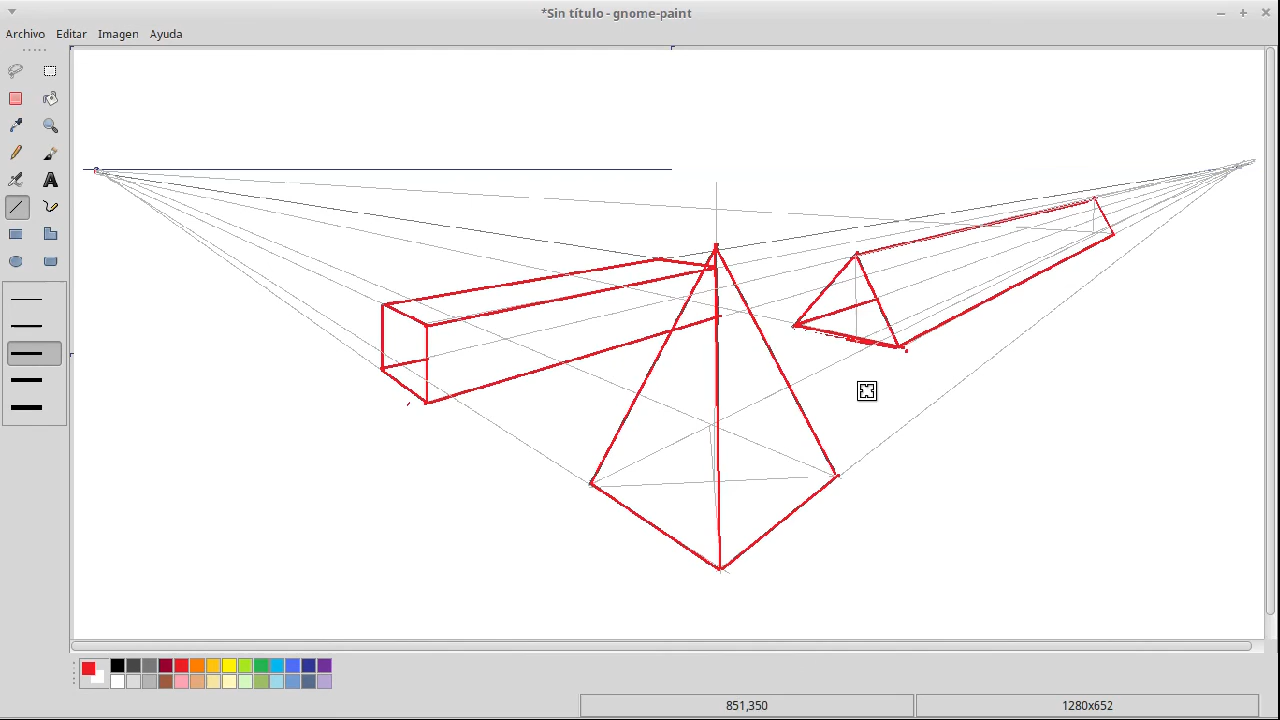 *Sin título - gnome-paint
Archivo Editar Imagen Ayuda
A
851,350 1280x652